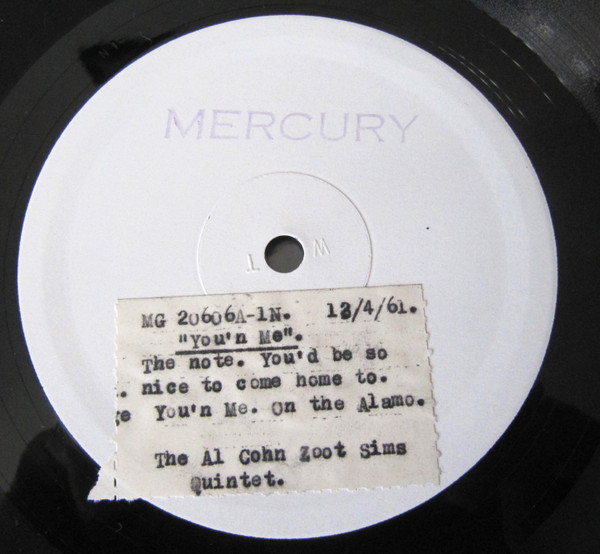 MERCURY
W
T
MG 20606A-1N. 12/4/61.
"You'n Me".
The note. You'd be so
. nice to come home to.
e You'n Me. On the Alamo.
The Al Cohn Zoot Sims
Quintet.